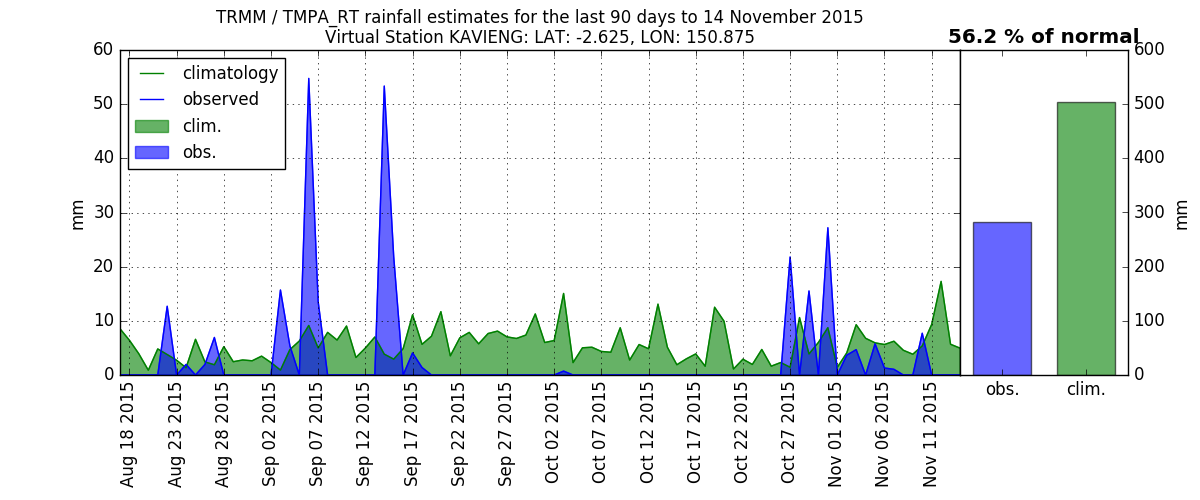 TRMM / TMPA_RT rainfall estimates for the last 90 days to 14 November 2015
Virtual Station KAVIENG: LAT: -2.625, LON: 150.875
56.2 % of normal
climatology
observed
clim.
obs.
60
50
40
30
20
10
0
mm
600
500
400
300
200
100
0
mm
Aug 18 2015
Aug 23 2015
Aug 28 2015
Sep 02 2015
Sep 07 2015
Sep 12 2015
Sep 17 2015
Sep 22 2015
Sep 27 2015
Oct 02 2015
Oct 07 2015
Oct 12 2015
Oct 17 2015
Oct 22 2015
Oct 27 2015
Nov 01 2015
Nov 06 2015
Nov 11 2015
obs.
clim.